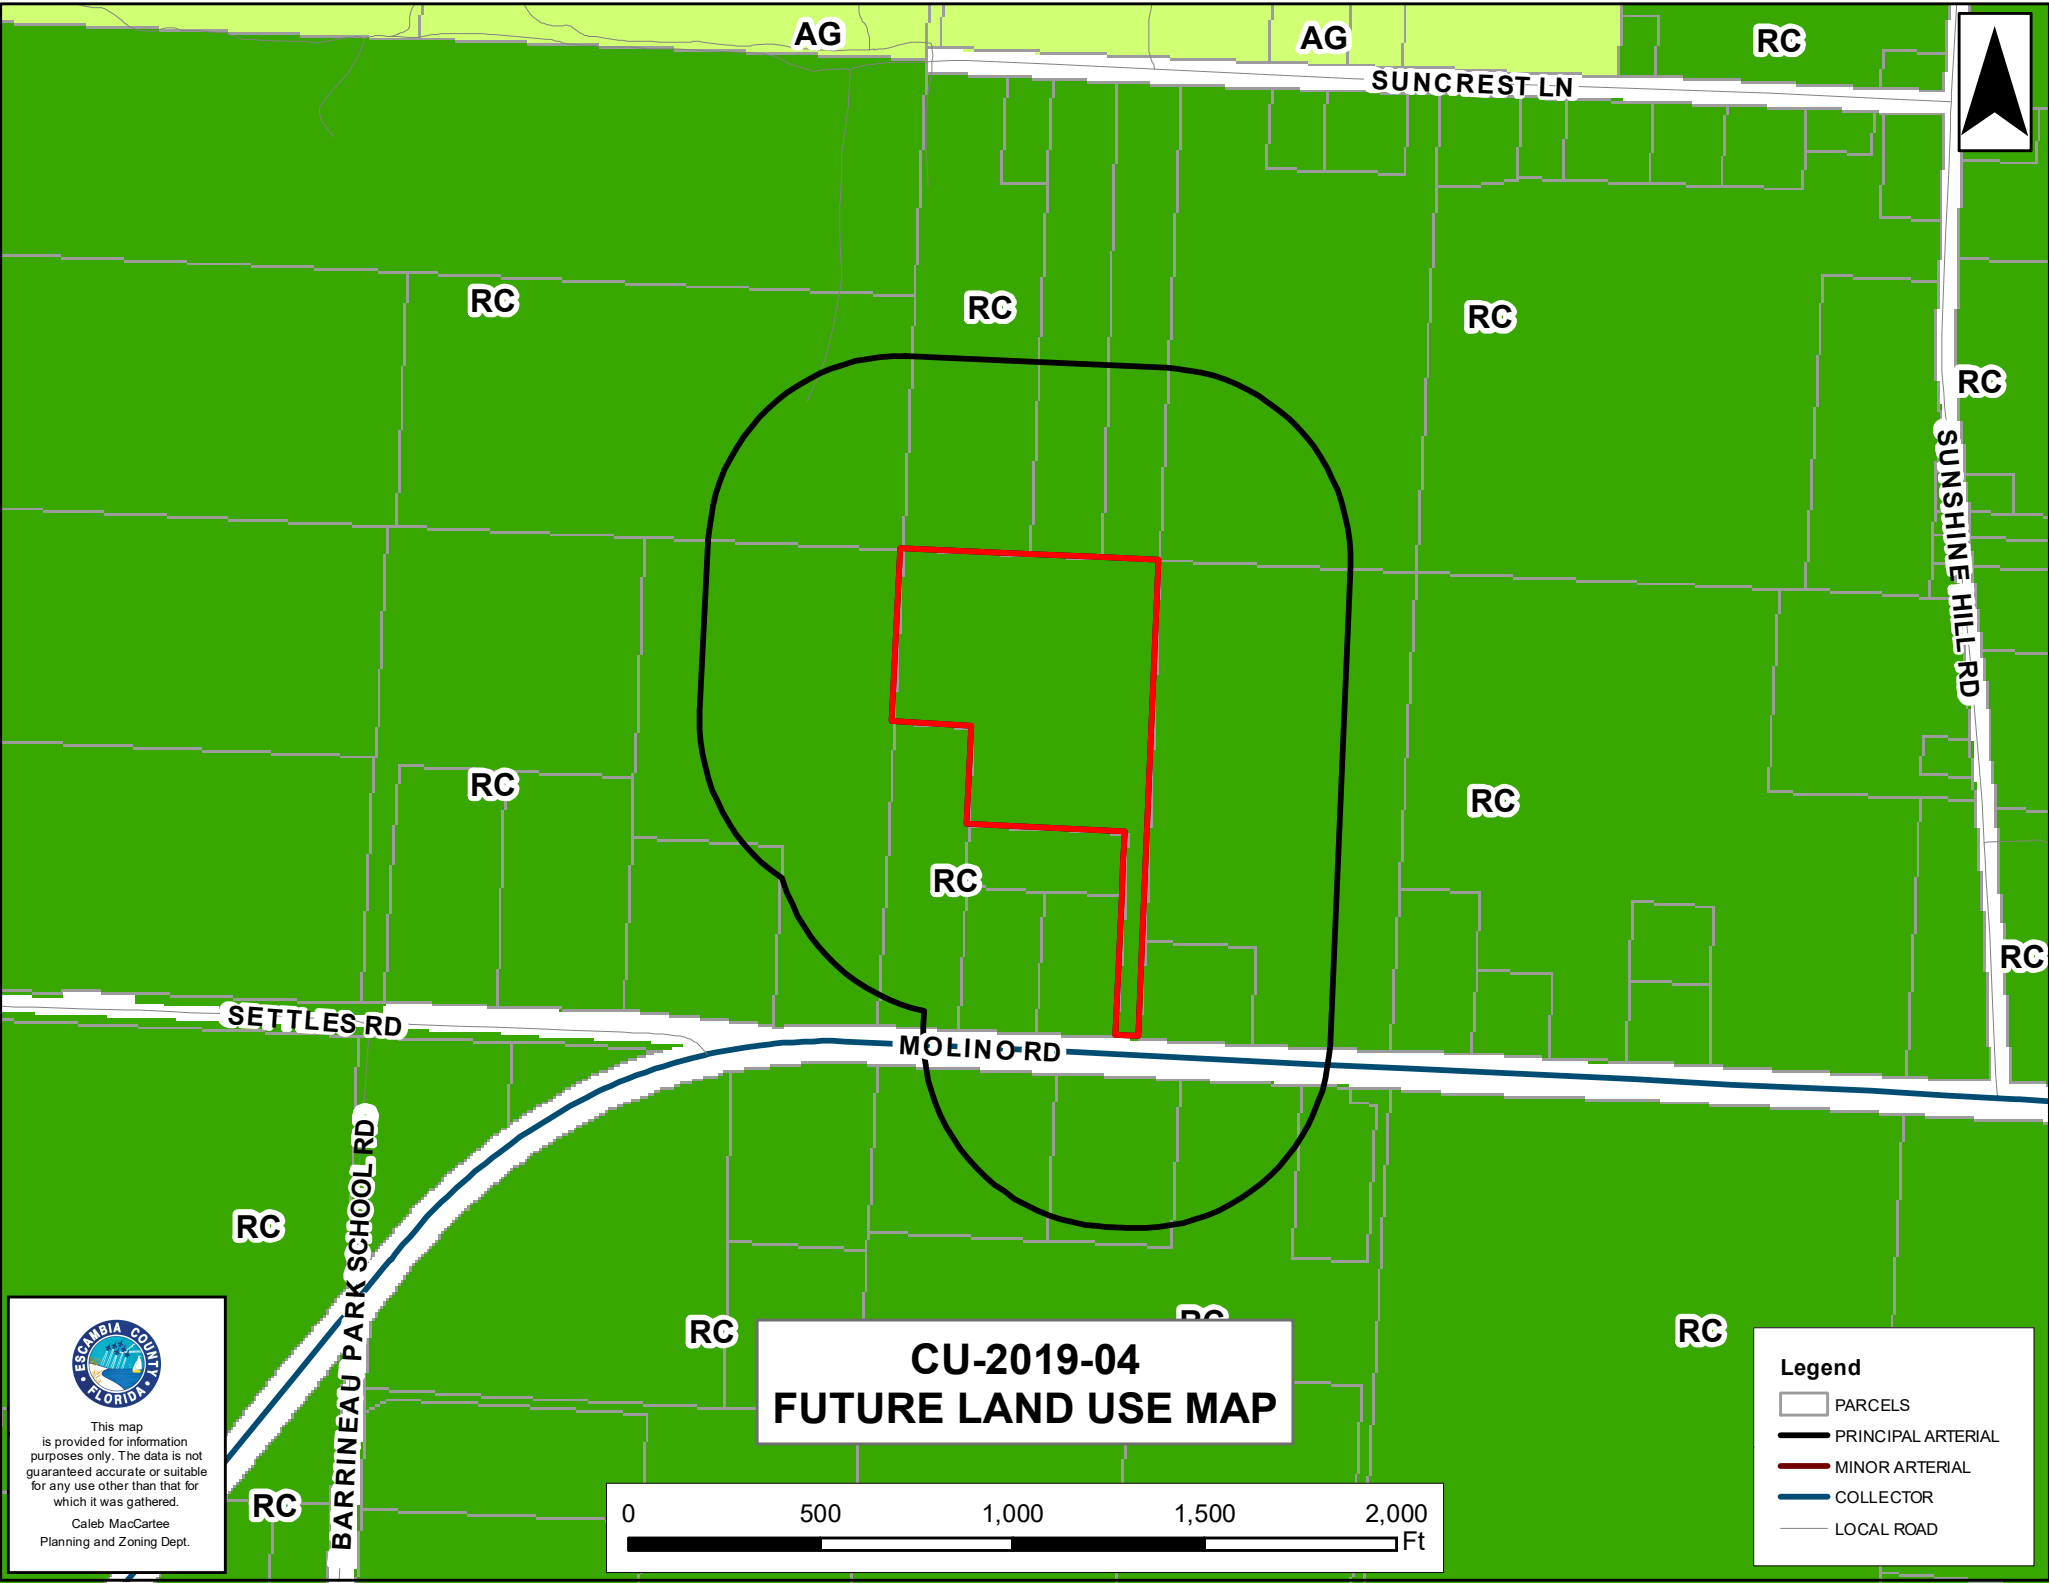 AG
AG
RC
SUNCREST LN
RC
RC
RC
RC
SUNSHINE HILL RD
RC
RC
RC
RC
SETTLES RD
MOLINO RD
BARRINEAU PARK SCHOOL RD
RC
RC
RC
RC
RC
CU-2019-04
FUTURE LAND USE MAP
ESCAMBIA COUNTY
FLORIDA
This map
is provided for information
purposes only. The data is not
guaranteed accurate or suitable
for any use other than that for
which it was gathered.
Caleb MacCartee
Planning and Zoning Dept.
0 500 1,000 1,500 2,000
Ft
Legend
PARCELS
PRINCIPAL ARTERIAL
MINOR ARTERIAL
COLLECTOR
LOCAL ROAD